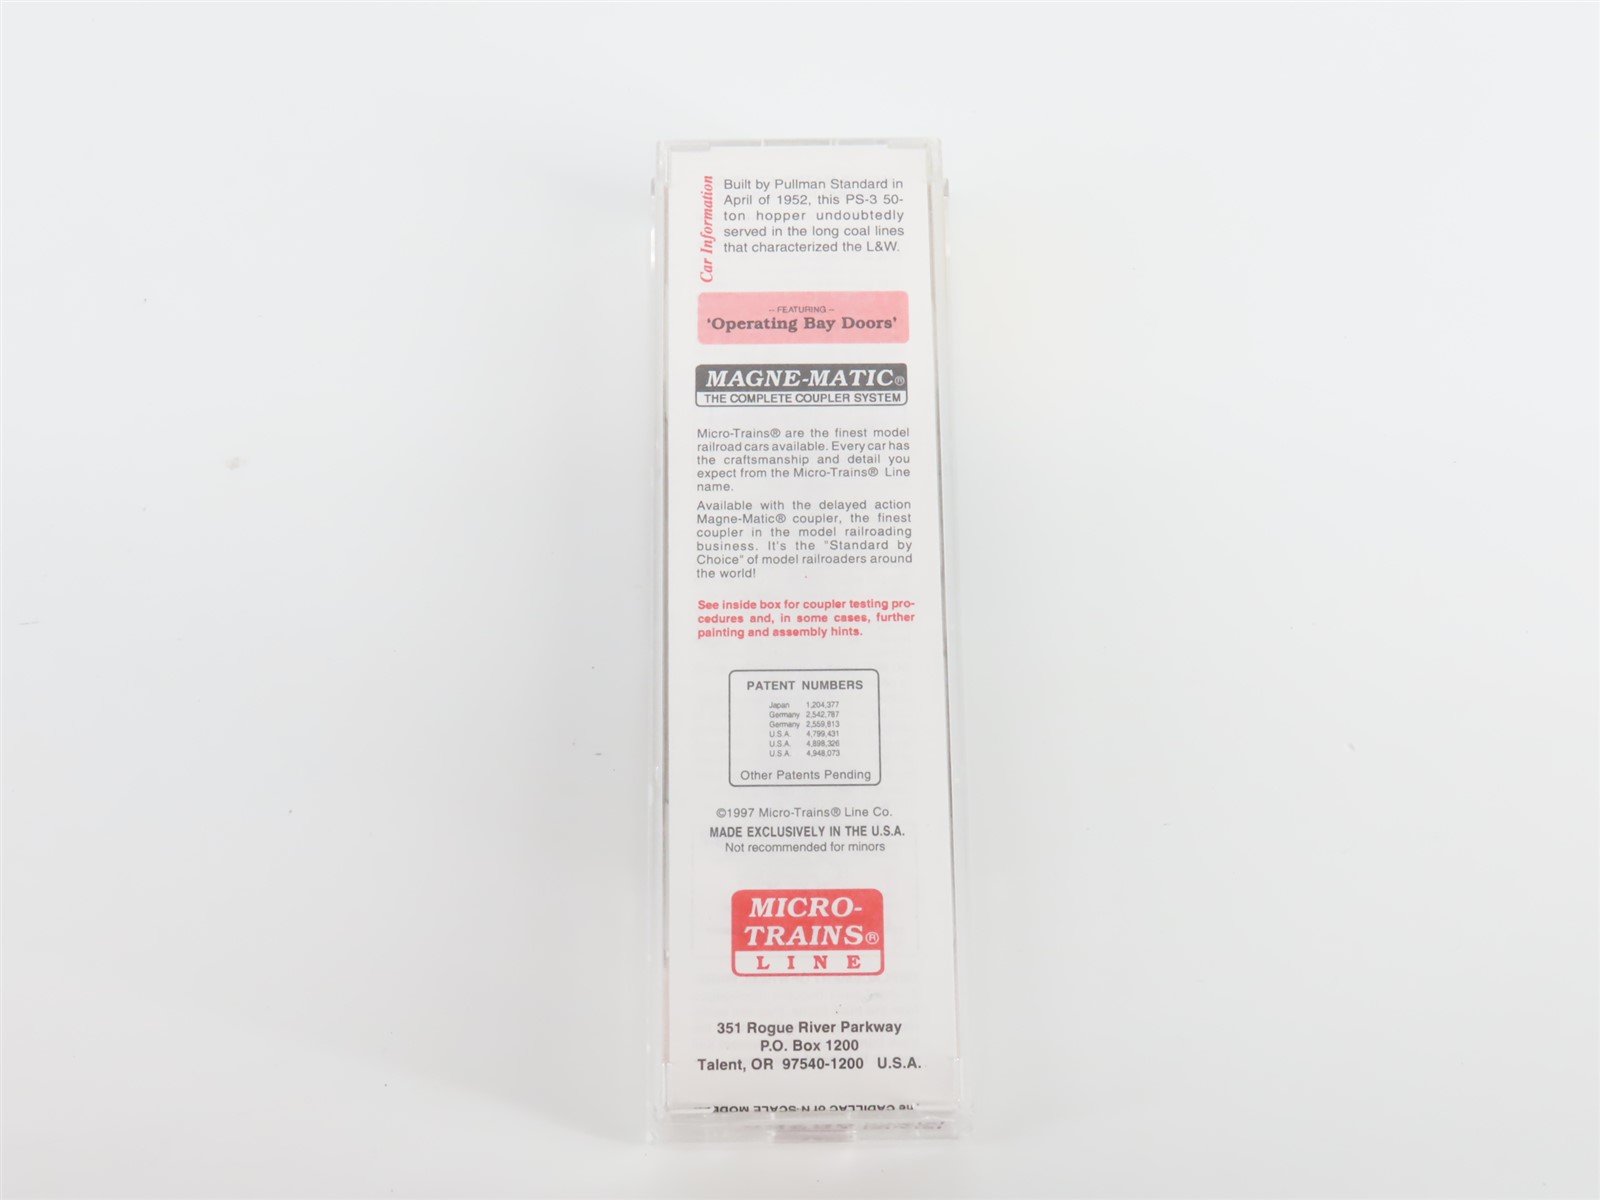 Car Information
Built by Pullman Standard in
April of 1952, this PS-3 50-
ton hopper undoubtedly
served in the long coal lines
that characterized the L&W.
-- FEATURING --
'Operating Bay Doors'
MAGNE-MATIC®
THE COMPLETE COUPLER SYSTEM
Micro-Trains® are the finest model
railroad cars available. Every car has
the craftsmanship and detail you
expect from the Micro-Trains® Line
name.
Available with the delayed action
Magne-Matic® coupler, the finest
coupler in the model railroading
business. It's the "Standard by
Choice" of model railroaders around
the world!
See inside box for coupler testing pro-
cedures and, in some cases, further
painting and assembly hints.
PATENT NUMBERS
Japan 1,204,377
Germany 2,542,787
Germany 2,559,813
U.S.A. 4,799,431
U.S.A. 4,898,326
U.S.A. 4,948,073
Other Patents Pending
©1997 Micro-Trains® Line Co.
MADE EXCLUSIVELY IN THE U.S.A.
Not recommended for minors
MICRO-
TRAINS®
LINE
351 Rogue River Parkway
P.O. Box 1200
Talent, OR 97540-1200 U.S.A.
CADILLAC of N-SCALE